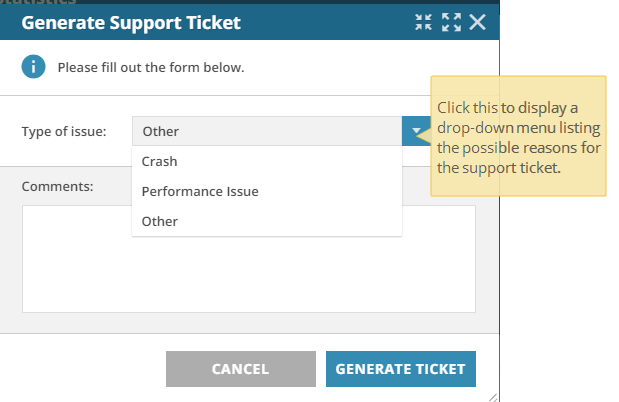 Generate Support Ticket
Please fill out the form below.
Type of issue:
Other
Crash
Performance Issue
Other
Comments:
Click this to display a
drop-down menu listing
the possible reasons for
the support ticket.
CANCEL
GENERATE TICKET